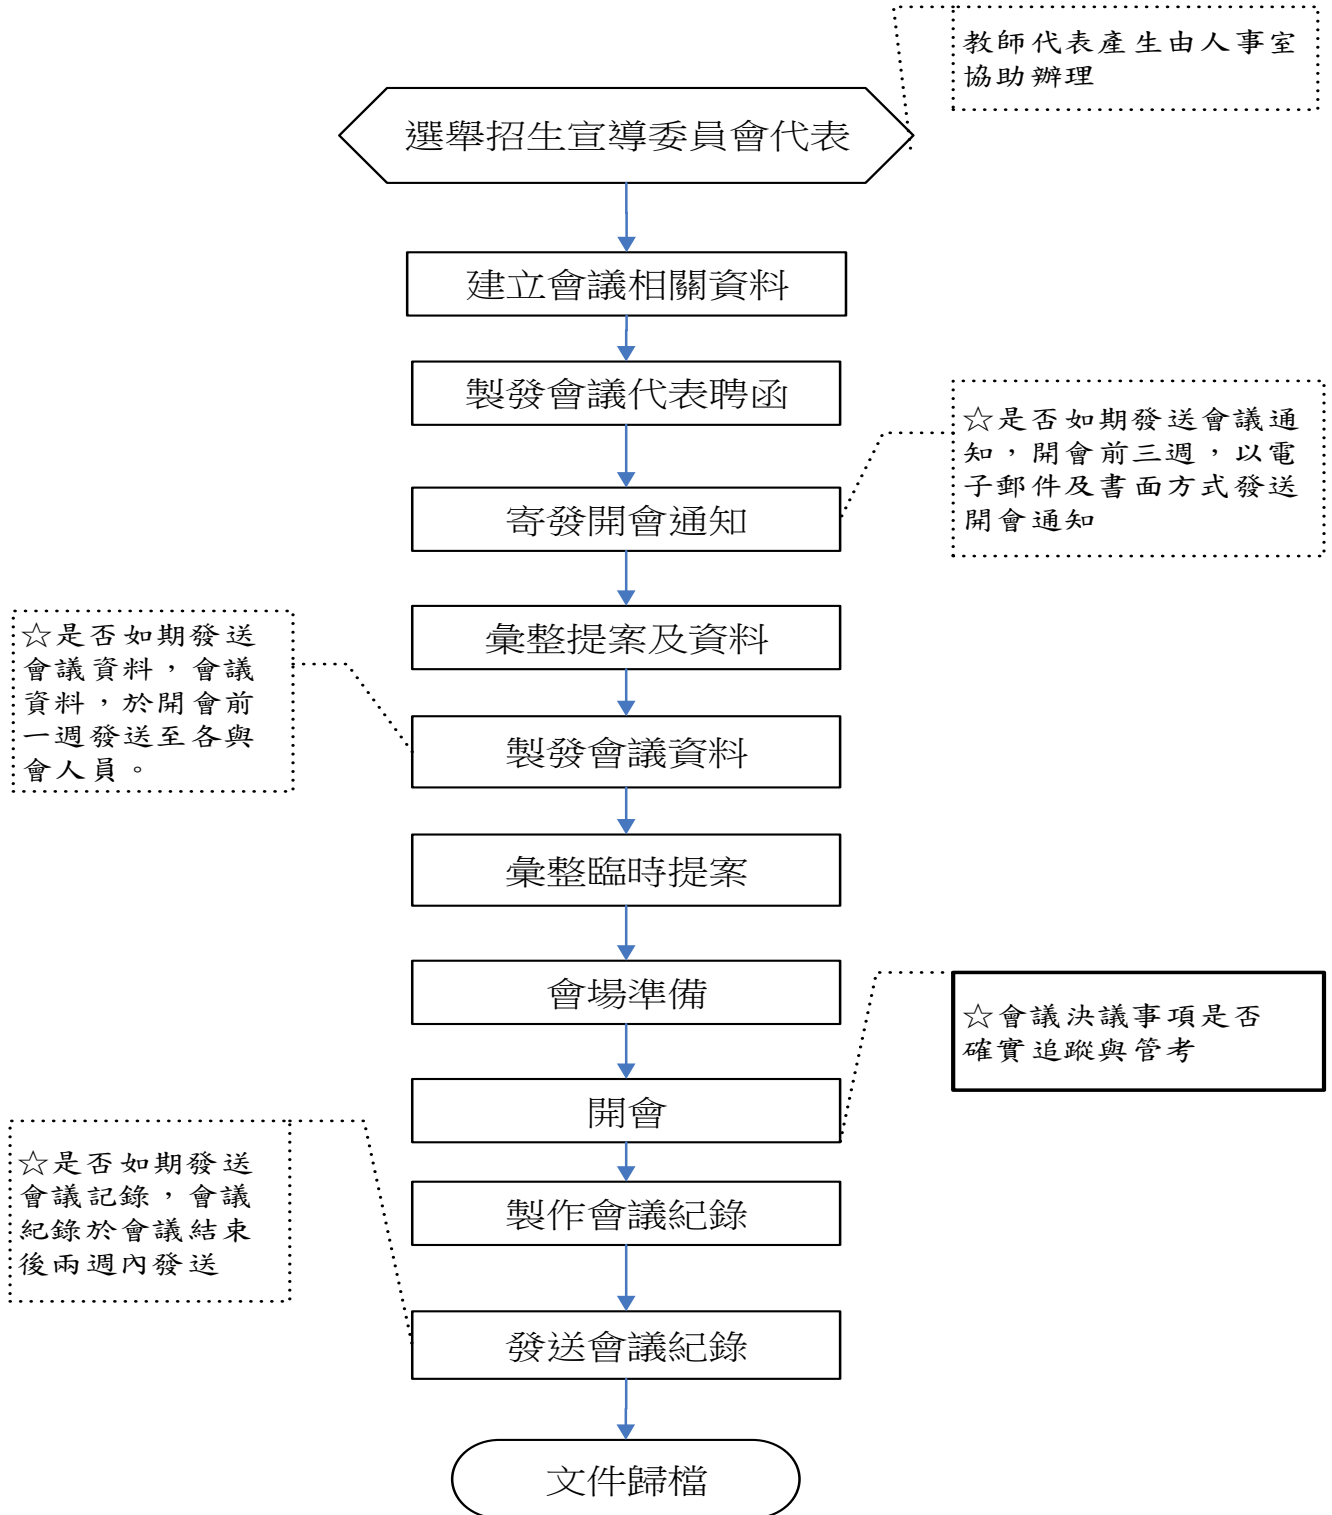 教師代表產生由人事室
協助辦理
選舉招生宣導委員會代表
建立會議相關資料
製發會議代表聘函
☆是否如期發送會議通
知，開會前三週，以電
子郵件及書面方式發送
開會通知
寄發開會通知
彙整提案及資料
☆是否如期發送
會議資料，會議
資料，於開會前
一週發送至各與
會人員。
製發會議資料
彙整臨時提案
會場準備
☆會議決議事項是否
確實追蹤與管考
開會
☆是否如期發送
會議記錄，會議
紀錄於會議結束
後兩週內發送
製作會議紀錄
發送會議紀錄
文件歸檔